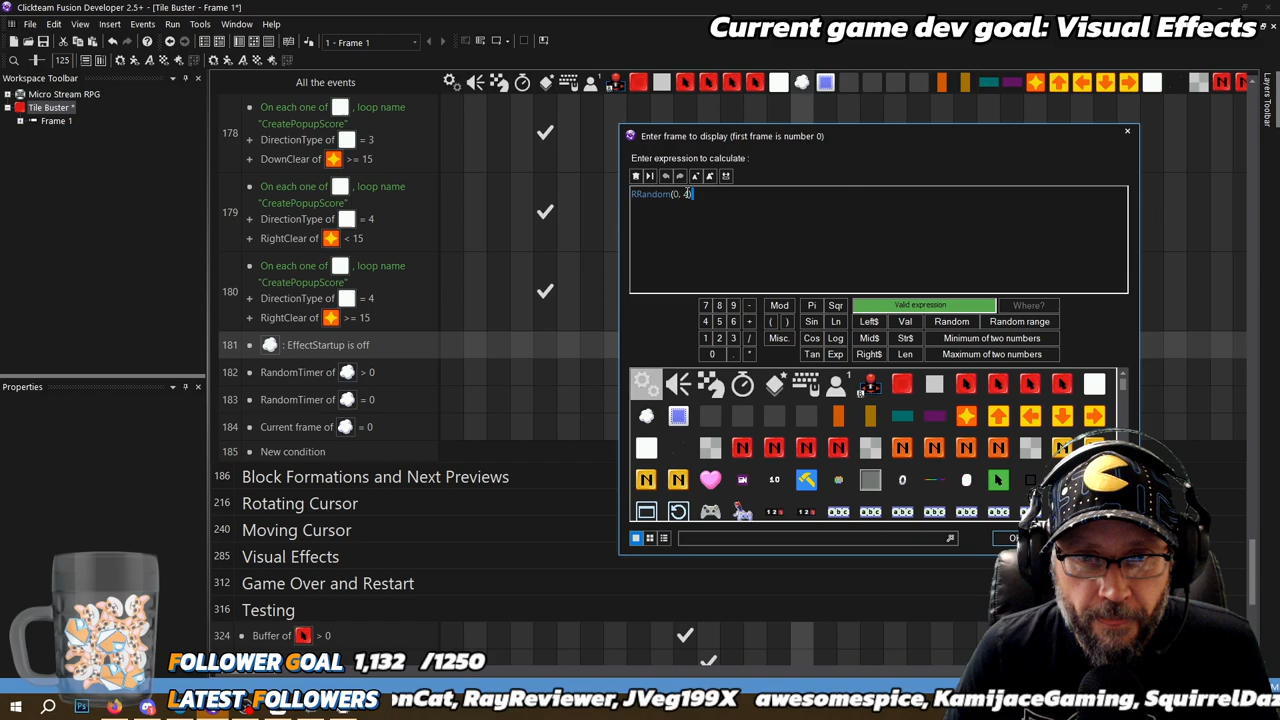 Clickteam Fusion Developer 2.5+ - [Tile Buster - Frame 1*]
Current game dev goal: Visual Effects
File Edit View Insert Events Run Tools Window Help
1 - Frame 1
Workspace Toolbar
Micro Stream RPG
Tile Buster *
Frame 1
Properties
Layers Toolbar
All the events
178
On each one of , loop name
"CreatePopupScore"
+ DirectionType of = 3
+ DownClear of >= 15
179
On each one of , loop name
"CreatePopupScore"
+ DirectionType of = 4
+ RightClear of < 15
180
On each one of , loop name
"CreatePopupScore"
+ DirectionType of = 4
+ RightClear of >= 15
181 : EffectStartup is off
182 RandomTimer of > 0
183 RandomTimer of = 0
184 Current frame of = 0
185 New condition
186 Block Formations and Next Previews
216 Rotating Cursor
240 Moving Cursor
285 Visual Effects
312 Game Over and Restart
316 Testing
324 Buffer of > 0
Enter frame to display (first frame is number 0)
Enter expression to calculate :
RRandom(0, 4)
7 8 9 - Mod Pi Sqr Valid expression Where?
4 5 6 + ( ) Sin Ln Left$ Val Random Random range
1 2 3 / Misc. Cos Log Mid$ Str$ Minimum of two numbers
0 . * Tan Exp Right$ Len Maximum of two numbers
FOLLOWER GOAL 1,132 /1250
LATEST FOLLOWERS mnCat, RayReviewer, JVeg199X awesomespice, KamijaceGaming, SquirrelDaz